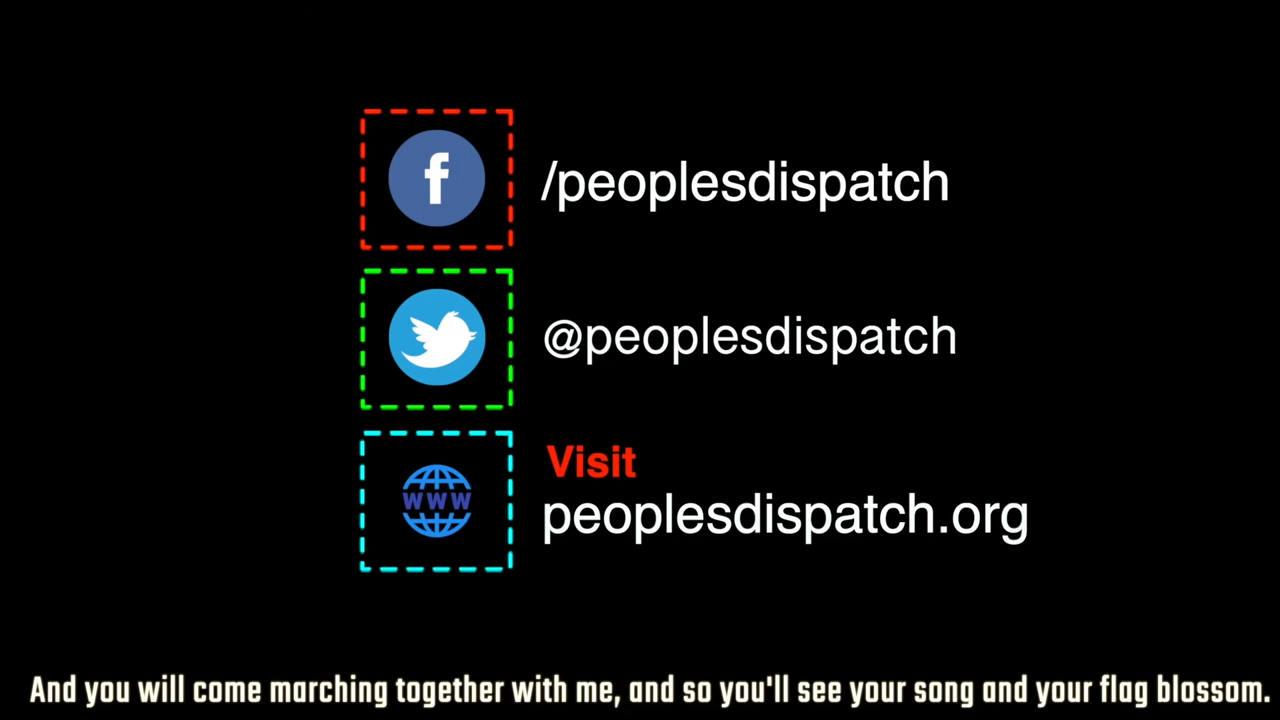 f
/peoplesdispatch
@peoplesdispatch
Visit
www
peoplesdispatch.org
And you will come marching together with me, and so you'll see your song and your flag blossom.